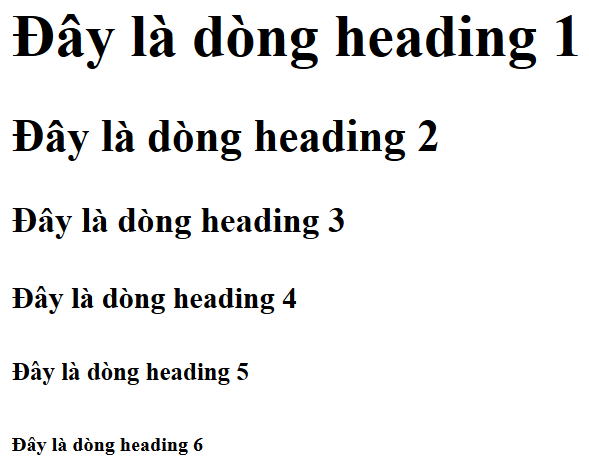 Đây là dòng heading 1
Đây là dòng heading 2
Đây là dòng heading 3
Đây là dòng heading 4
Đây là dòng heading 5
Đây là dòng heading 6